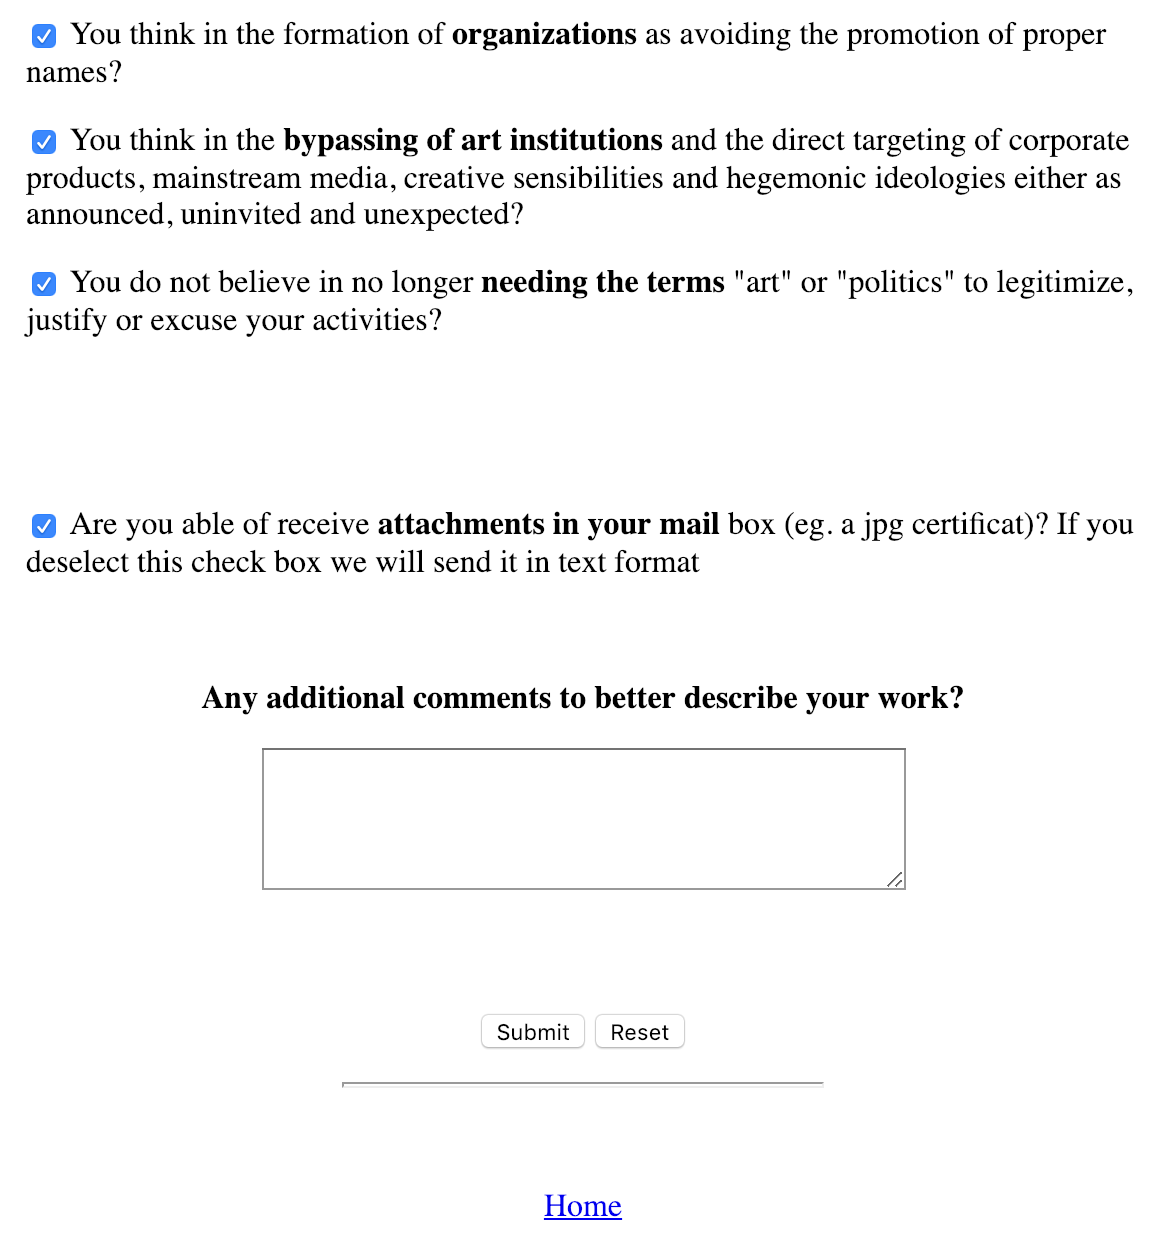 You think in the formation of organizations as avoiding the promotion of proper
names?
You think in the bypassing of art institutions and the direct targeting of corporate
products, mainstream media, creative sensibilities and hegemonic ideologies either as
announced, uninvited and unexpected?
You do not believe in no longer needing the terms "art" or "politics" to legitimize,
justify or excuse your activities?
Are you able of receive attachments in your mail box (eg. a jpg certificat)? If you
deselect this check box we will send it in text format
Any additional comments to better describe your work?
Submit Reset
Home